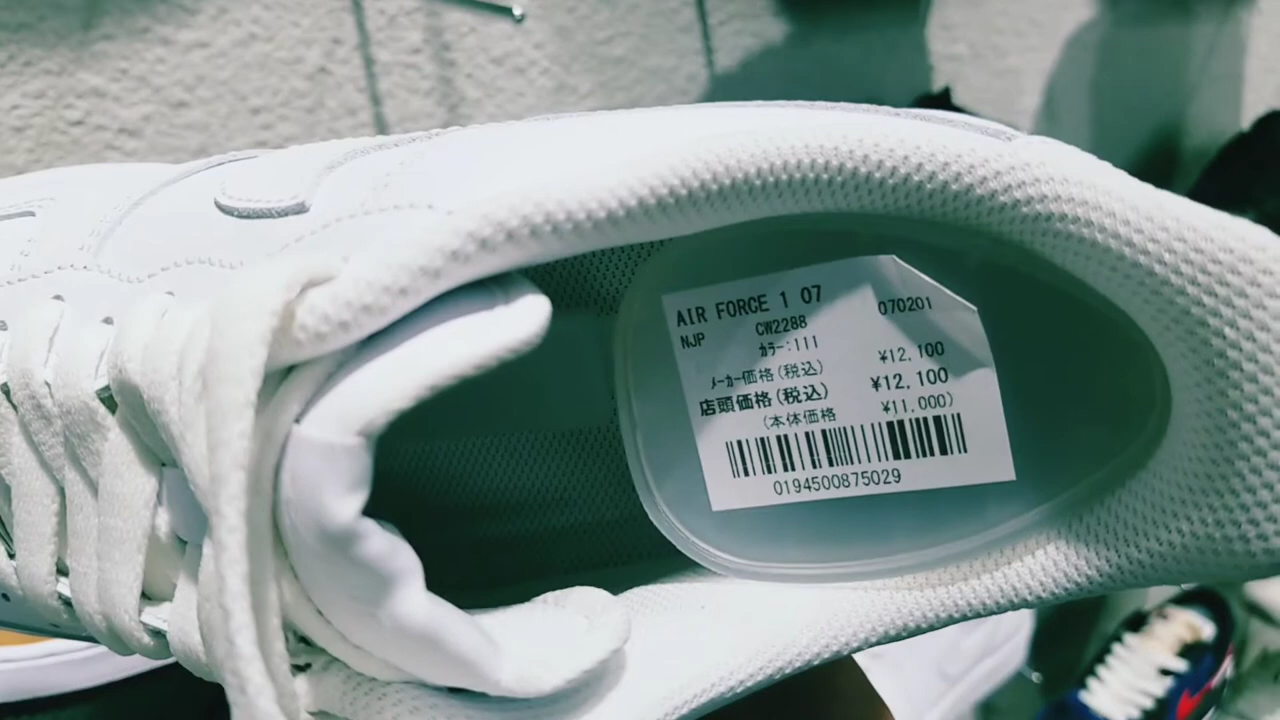 AIR FORCE 1 07
NJP CW2288 070201
カラー:111
メーカー価格(税込) ¥12,100
店頭価格(税込) ¥12,100
(本体価格 ¥11,000)
0194500875029